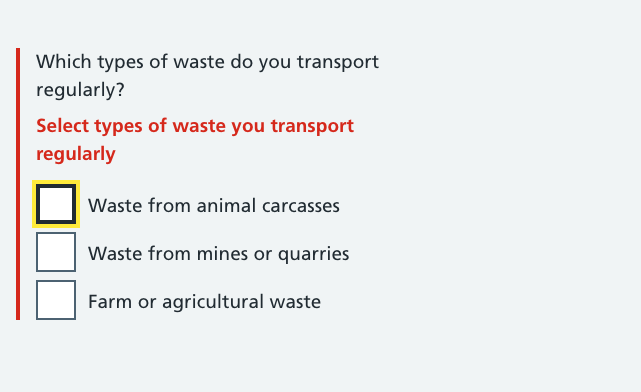 Which types of waste do you transport
regularly?
Select types of waste you transport
regularly
Waste from animal carcasses
Waste from mines or quarries
Farm or agricultural waste